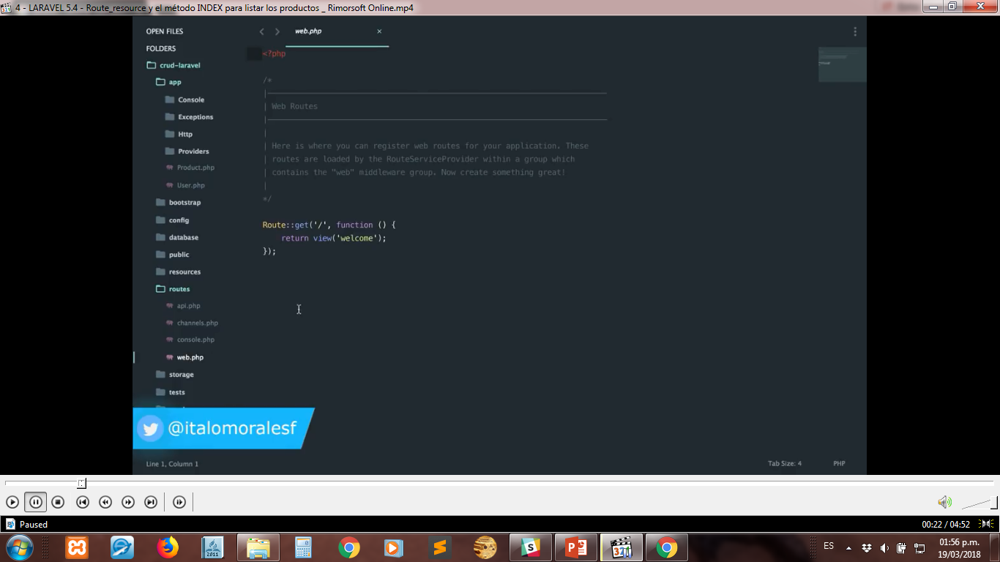 4 - LARAVEL 5.4 - Route_resource y el método INDEX para listar los productos _ Rimorsoft Online.mp4
OPEN FILES
FOLDERS
crud-laravel
app
Console
Exceptions
Http
Providers
Product.php
User.php
bootstrap
config
database
public
resources
routes
api.php
channels.php
console.php
web.php
storage
tests
web.php
<?php
/*
|
| Web Routes
|
|
| Here is where you can register web routes for your application. These
| routes are loaded by the RouteServiceProvider within a group which
| contains the "web" middleware group. Now create something great!
|
*/
Route::get('/', function () {
return view('welcome');
});
@italomoralesf
Line 1, Column 1
Tab Size: 4
PHP
Paused
00:22 / 04:52
2011
S
P
321
ES
01:56 p.m.
19/03/2018